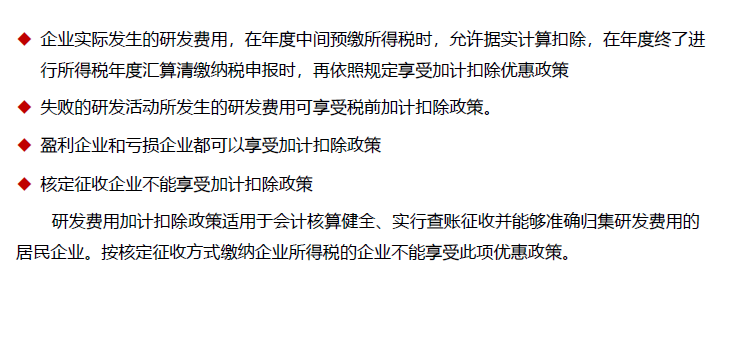 ◆ 企业实际发生的研发费用，在年度中间预缴所得税时，允许据实计算扣除，在年度终了进
行所得税年度汇算清缴纳税申报时，再依照规定享受加计扣除优惠政策
◆ 失败的研发活动所发生的研发费用可享受税前加计扣除政策。
◆ 盈利企业和亏损企业都可以享受加计扣除政策
◆ 核定征收企业不能享受加计扣除政策
研发费用加计扣除政策适用于会计核算健全、实行查账征收并能够准确归集研发费用的
居民企业。按核定征收方式缴纳企业所得税的企业不能享受此项优惠政策。